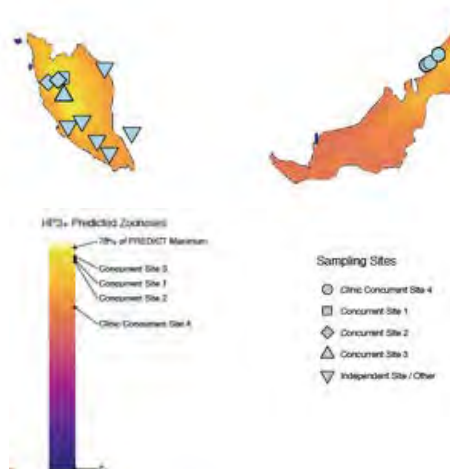 HP3+ Predicted Zoonoses
78% of PREDICT Maximum
Concurrent Site 3
Concurrent Site 1
Concurrent Site 2
Clinic Concurrent Site 4
Sampling Sites
Clinic Concurrent Site 4
Concurrent Site 1
Concurrent Site 2
Concurrent Site 3
Independent Site / Other